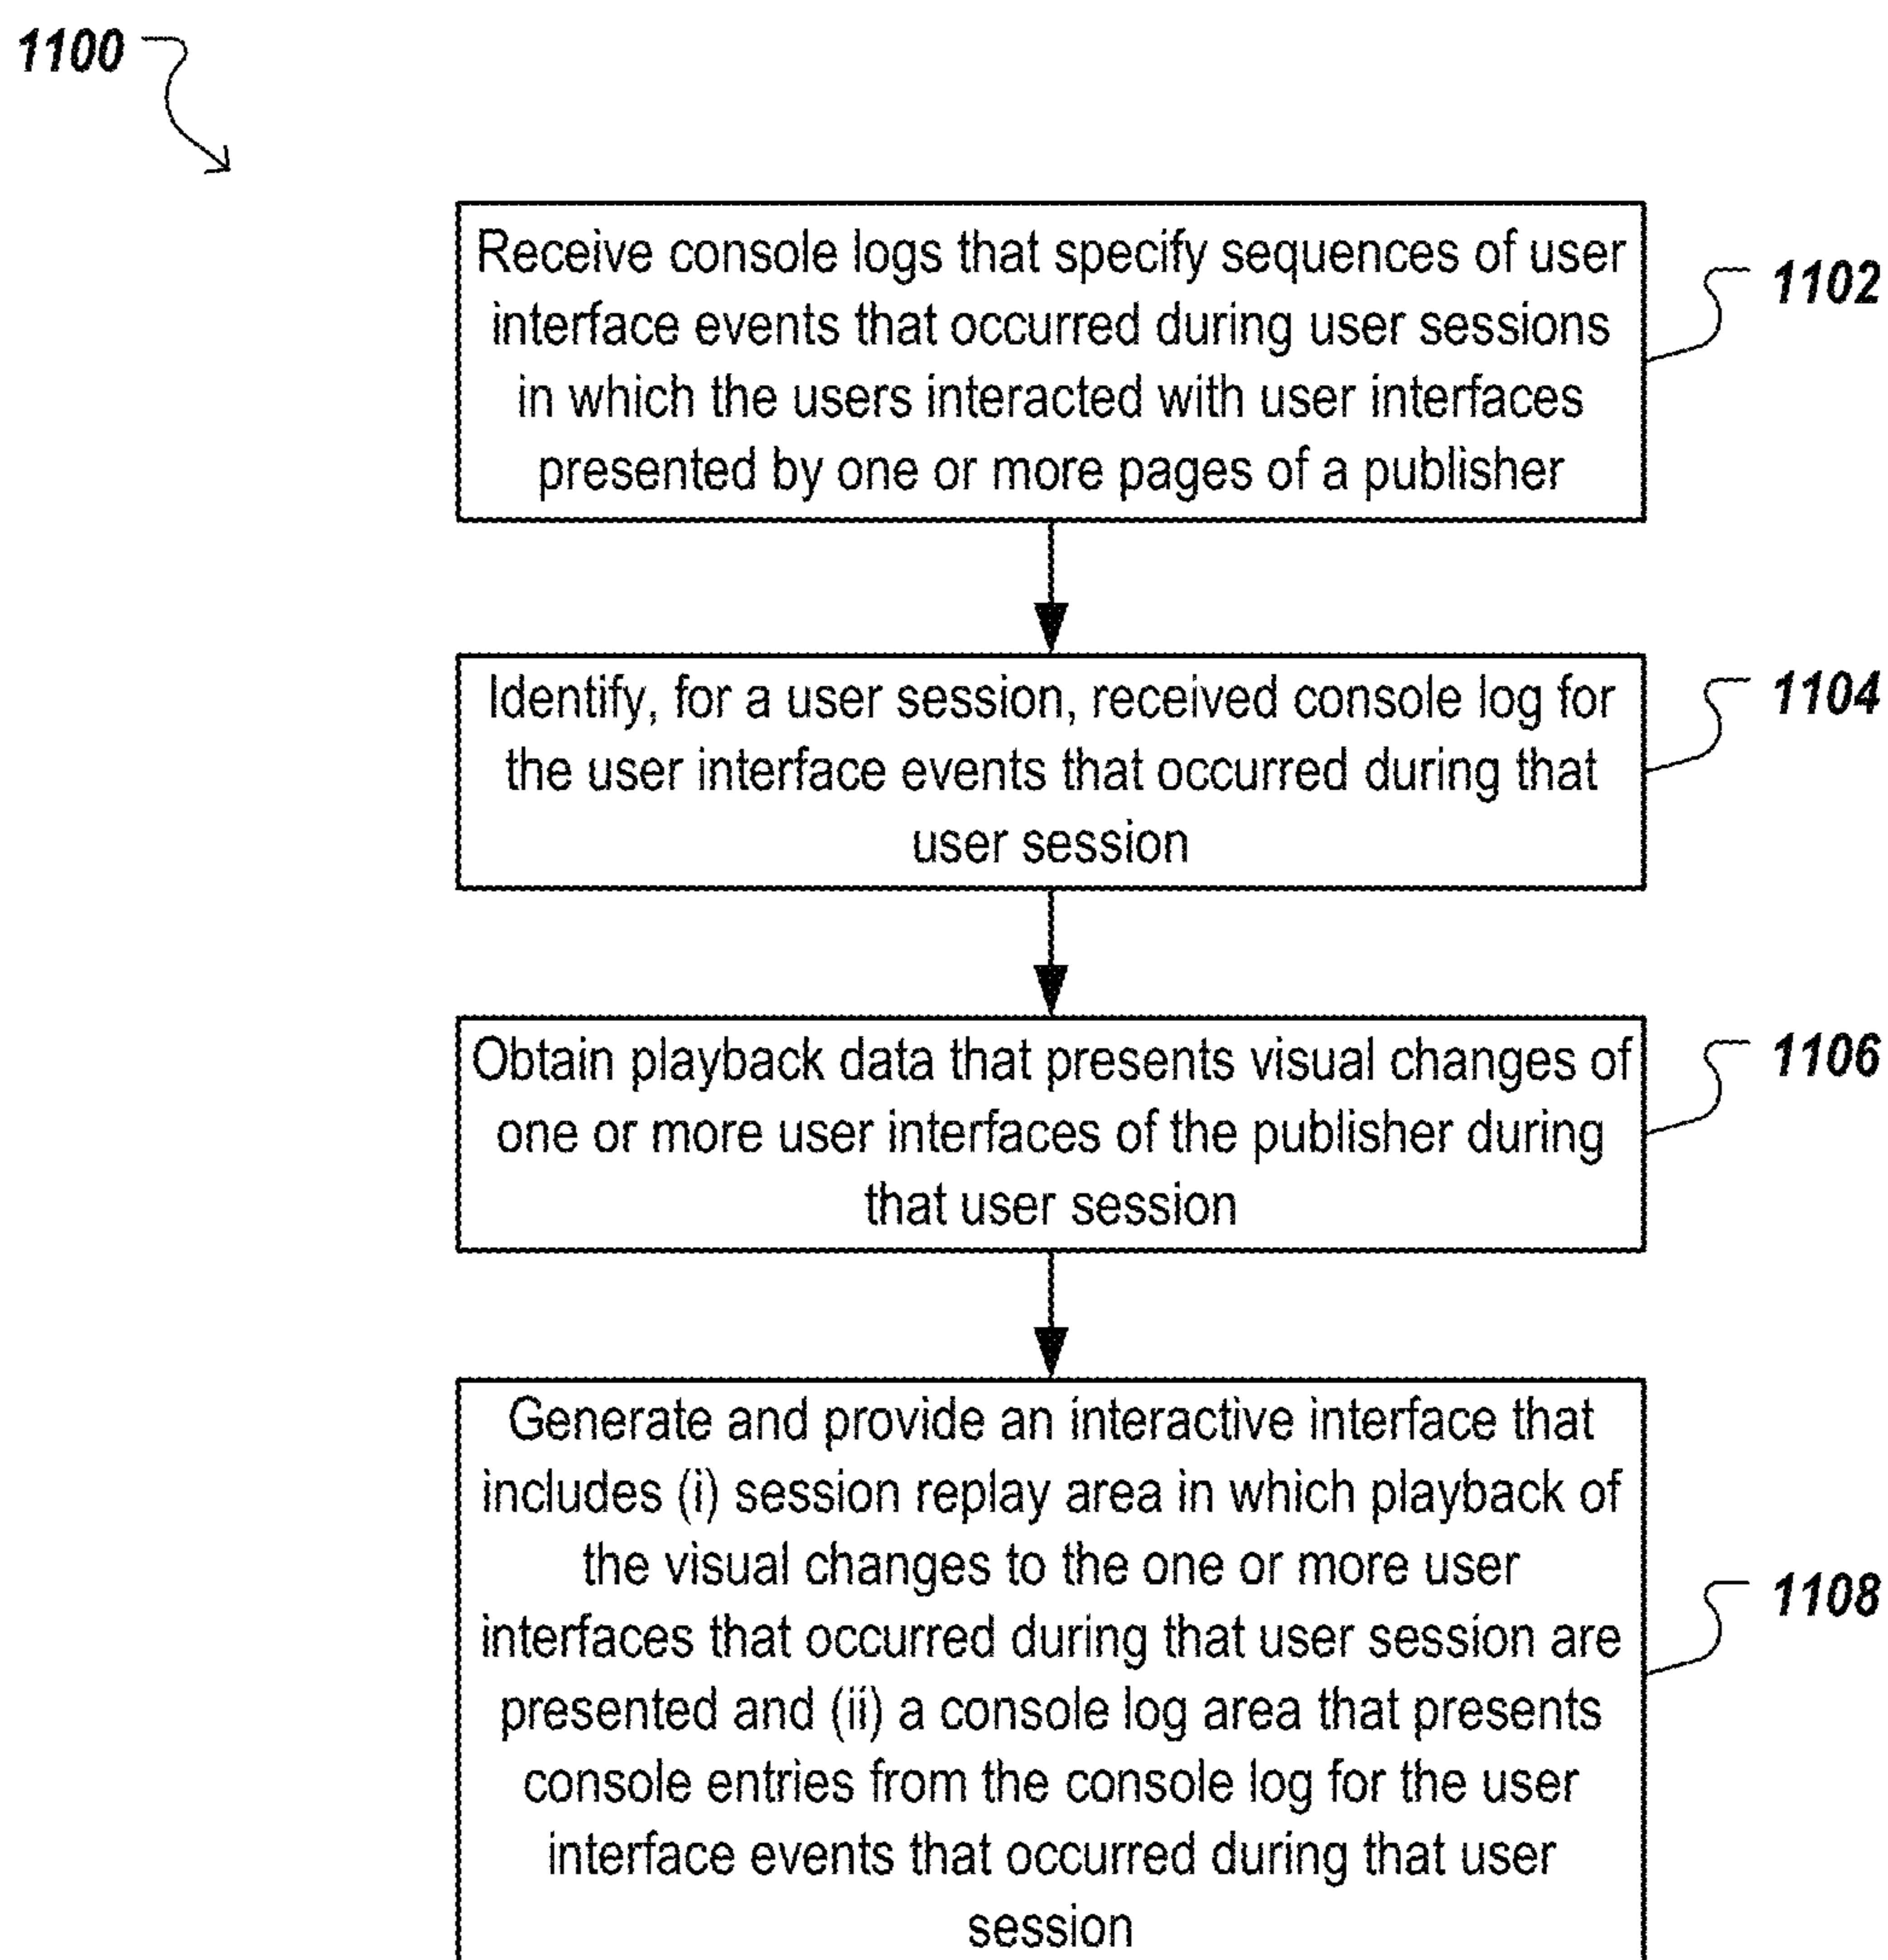 1100
Receive console logs that specify sequences of user
interface events that occurred during user sessions
in which the users interacted with user interfaces
presented by one or more pages of a publisher
1102
Identify, for a user session, received console log for
the user interface events that occurred during that
user session
1104
Obtain playback data that presents visual changes of
one or more user interfaces of the publisher during
that user session
1106
Generate and provide an interactive interface that
includes (i) session replay area in which playback of
the visual changes to the one or more user
interfaces that occurred during that user session are
presented and (ii) a console log area that presents
console entries from the console log for the user
interface events that occurred during that user
session
1108